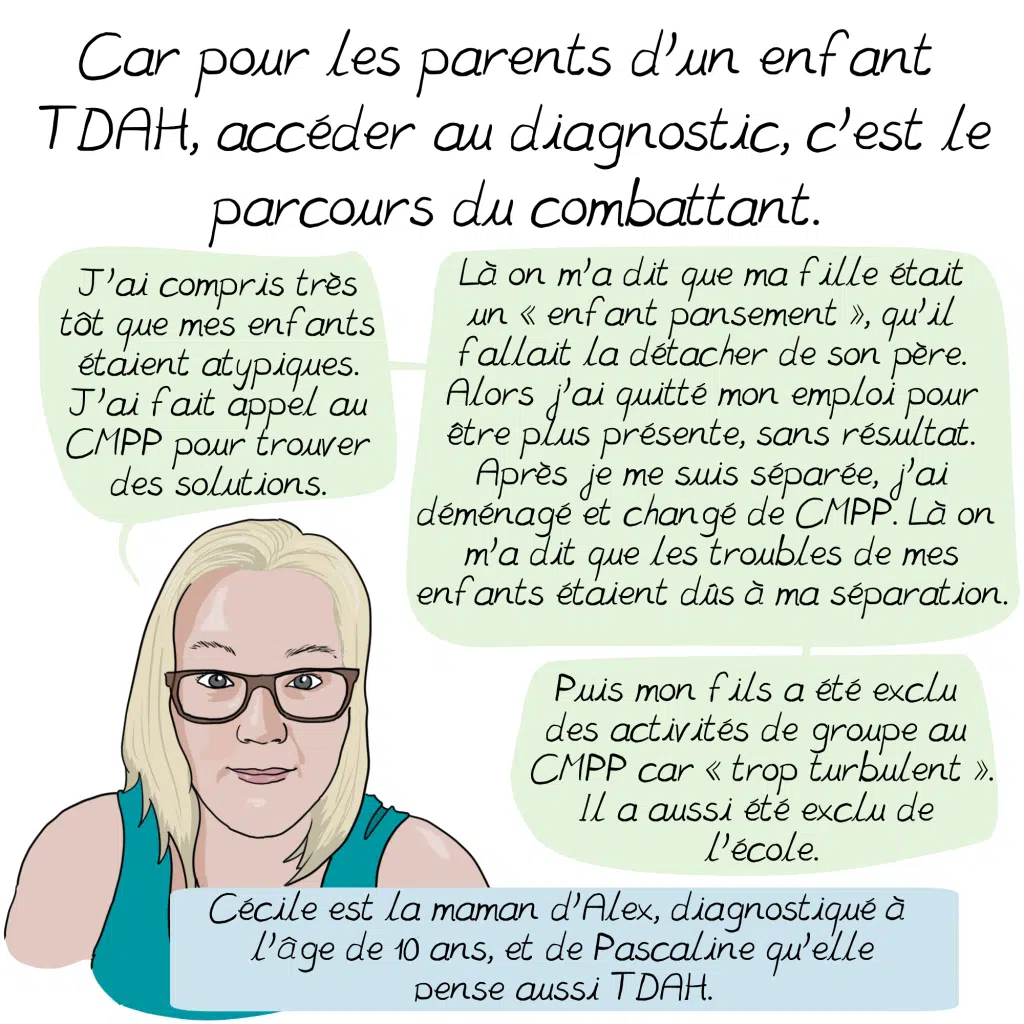 Car pour les parents d'un enfant
TDAH, accéder au diagnostic, c'est le
parcours du combattant.
J'ai compris très
tôt que mes enfants
étaient atypiques.
J'ai fait appel au
CMPP pour trouver
des solutions.
Là on m'a dit que ma fille était
un « enfant pansement », qu'il
fallait la détacher de son père.
Alors j'ai quitté mon emploi pour
être plus présente, sans résultat.
Après je me suis séparée, j'ai
déménagé et changé de CMPP. Là on
m'a dit que les troubles de mes
enfants étaient dûs à ma séparation.
Puis mon fils a été exclu
des activités de groupe au
CMPP car « trop turbulent ».
Il a aussi été exclu de
l'école.
Cécile est la maman d'Alex, diagnostiqué à
l'âge de 10 ans, et de Pascaline qu'elle
pense aussi TDAH.